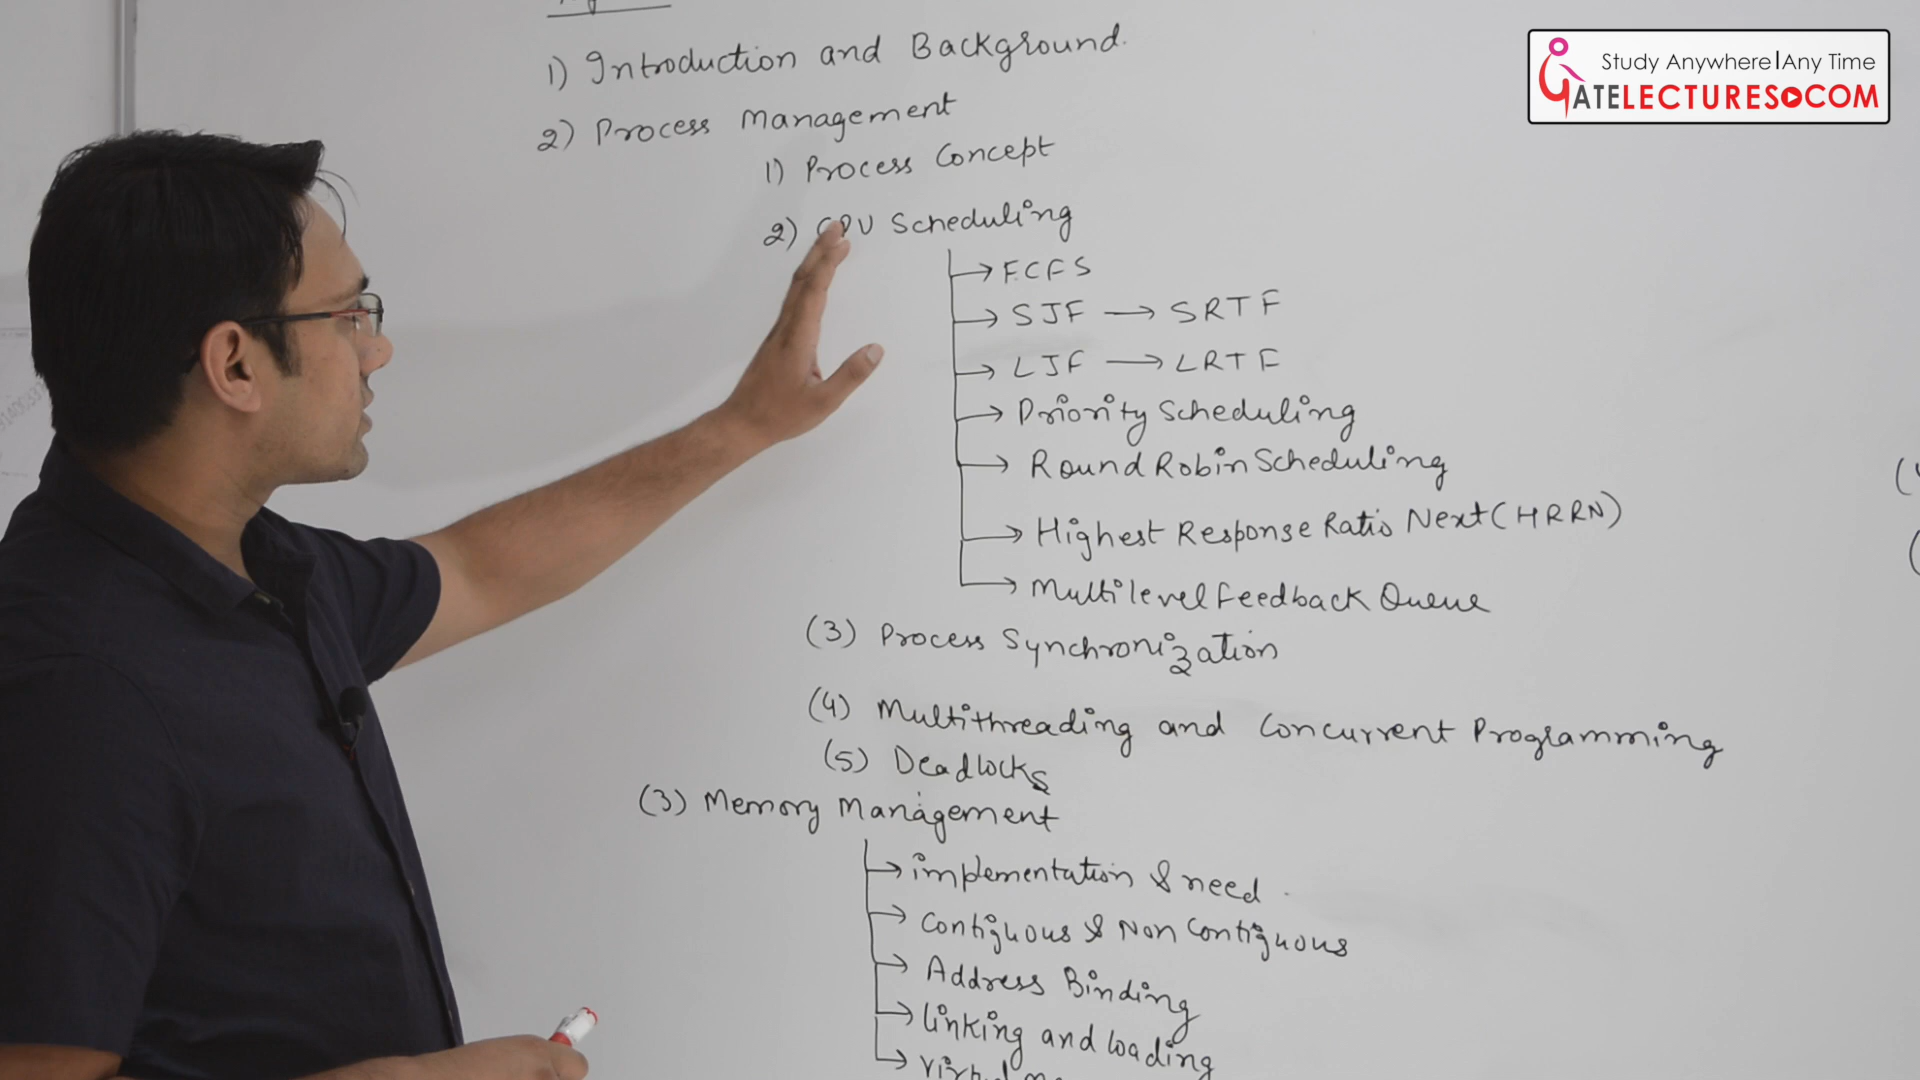 Study Anywhere|Any Time
GATELECTURES.COM
1) Introduction and Background.
2) Process Management
1) Process Concept
2) CPU Scheduling
→ FCFS
→ SJF → SRTF
→ LJF → LRTF
→ Priority Scheduling
→ Round Robin Scheduling
→ Highest Response Ratio Next (HRRN)
→ Multilevel Feedback Queue
(3) Process Synchronization
(4) Multithreading and Concurrent Programming
(5) Deadlocks
(3) Memory Management
→ implementation & need
→ Contiguous & Non Contiguous
→ Address Binding
→ linking and loading